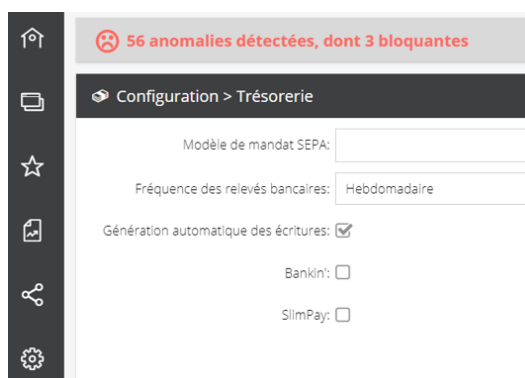 56 anomalies détectées, dont 3 bloquantes
Configuration > Trésorerie
Modèle de mandat SEPA:
Fréquence des relevés bancaires: Hebdomadaire
Génération automatique des écritures:
Bankin':
SlimPay: